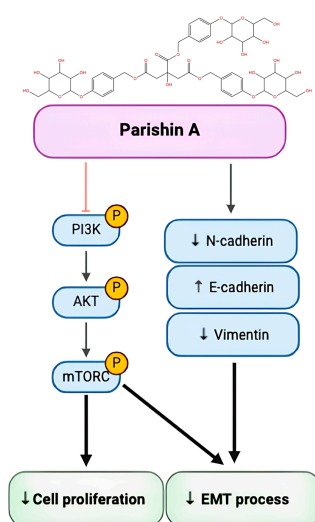 Parishin A
P
PI3K
P
AKT
P
mTORC
↓ N-cadherin
↑ E-cadherin
↓ Vimentin
↓Cell proliferation
↓ EMT process